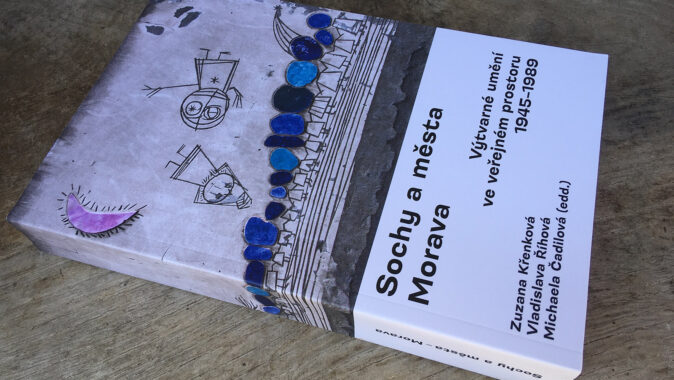 Sochy a města
Morava
Výtvarné umění
ve veřejném prostoru
1945–1989
Zuzana Křenková
Vladislava Říhová
Michaela Čadilová (edd.)
Sochy a města – Morava